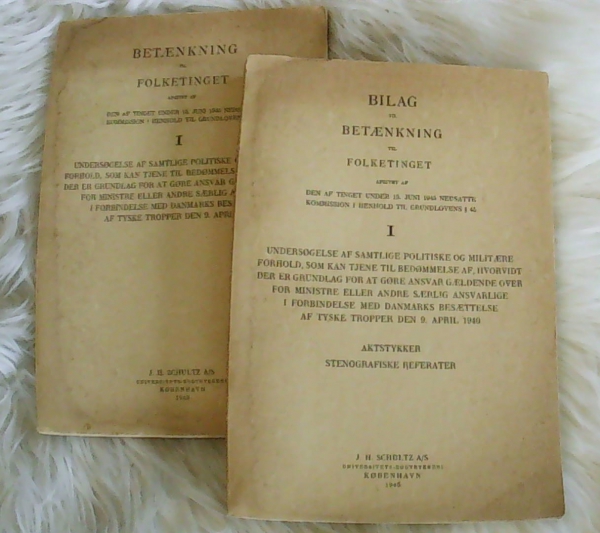 BETÆNKNING
TIL
FOLKETINGET
AFGIVET AF
DEN AF TINGET UNDER 15. JUNI 1945 NEDSA
KOMMISSION I HENHOLD TIL GRUNDLOVEN
I
UNDERSØGELSE AF SAMTLIGE POLITISKE O
FORHOLD, SOM KAN TJENE TIL BEDØMMELS
DER ER GRUNDLAG FOR AT GØRE ANSVAR G
FOR MINISTRE ELLER ANDRE SÆRLIG A
I FORBINDELSE MED DANMARKS BES
AF TYSKE TROPPER DEN 9. APRI
J. H. SCHULTZ A/S
UNIVERSITETS-BOGTRYKKERI
KØBENHAVN
BILAG
TIL
BETÆNKNING
TIL
FOLKETINGET
AFGIVET AF
DEN AF TINGET UNDER 15. JUNI 1945 NEDSATTE
KOMMISSION I HENHOLD TIL GRUNDLOVENS § 45
I
UNDERSØGELSE AF SAMTLIGE POLITISKE OG MILITÆRE
FORHOLD, SOM KAN TJENE TIL BEDØMMELSE AF, HVORVIDT
DER ER GRUNDLAG FOR AT GØRE ANSVAR GÆLDENDE OVER
FOR MINISTRE ELLER ANDRE SÆRLIG ANSVARLIGE
I FORBINDELSE MED DANMARKS BESÆTTELSE
AF TYSKE TROPPER DEN 9. APRIL 1940
AKTSTYKKER
STENOGRAFISKE REFERATER
J. H. SCHULTZ A/S
UNIVERSITETS-BOGTRYKKERI
KØBENHAVN
1945